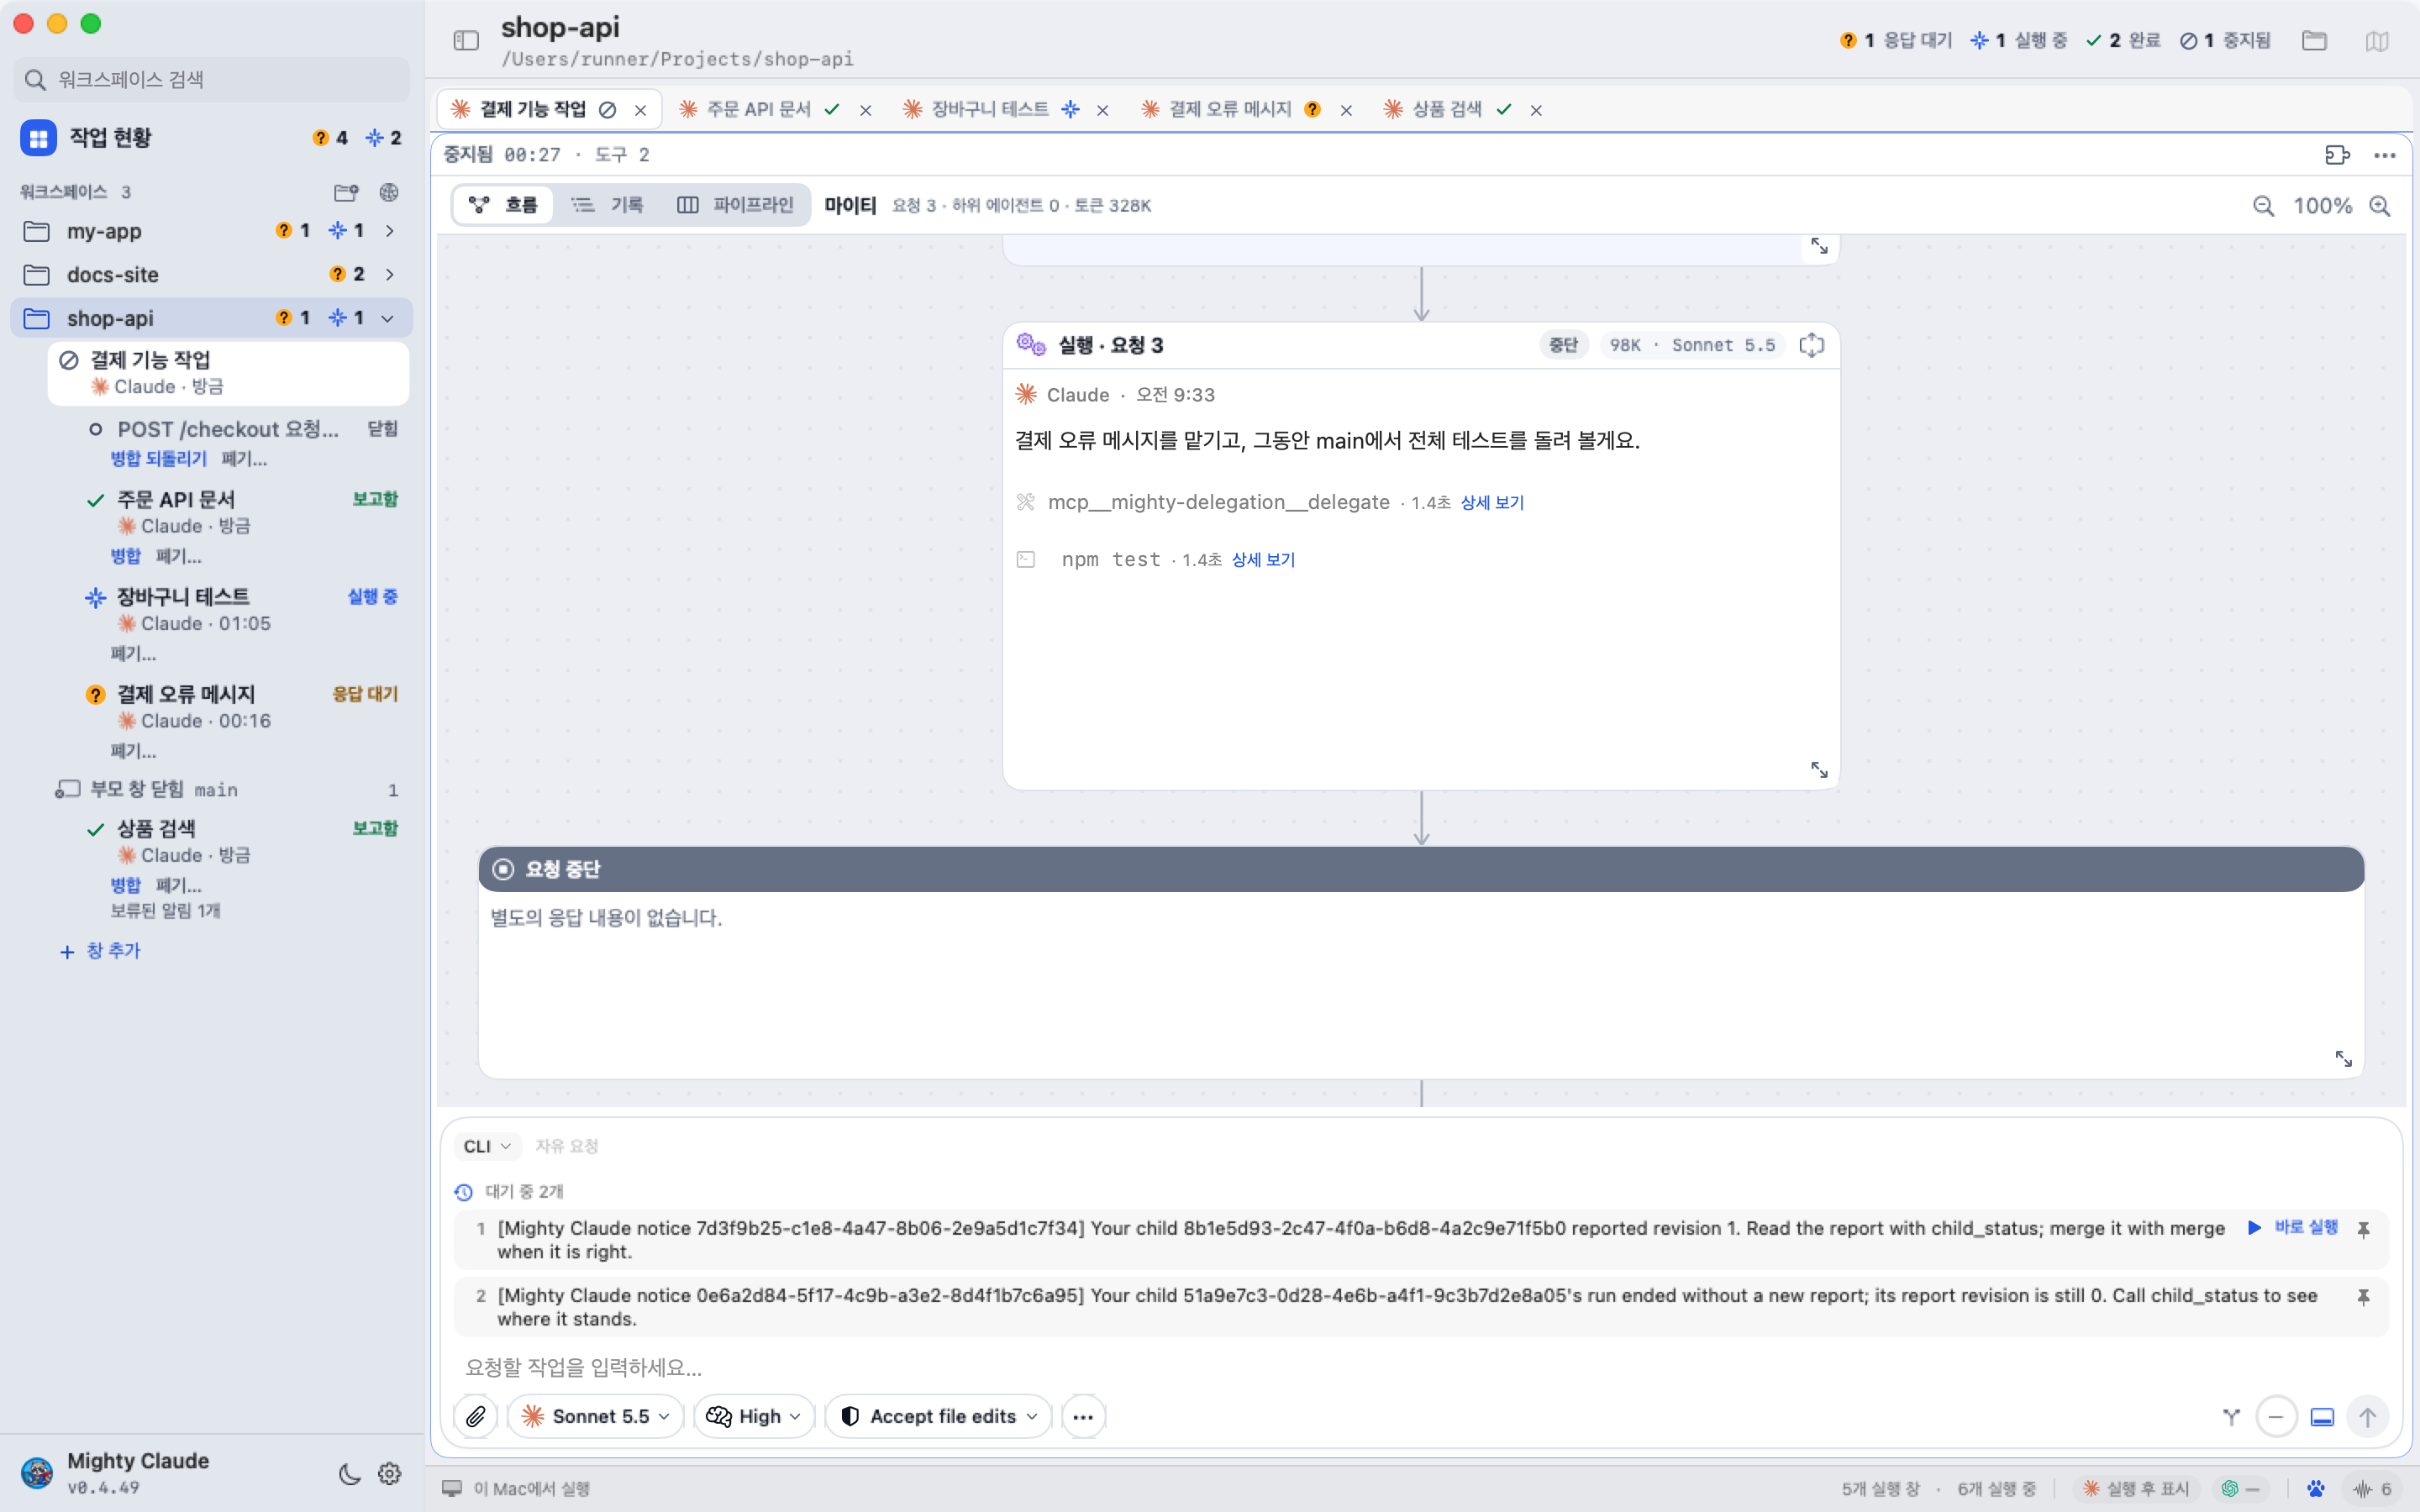 shop-api
/Users/runner/Projects/shop-api
1 응답 대기 1 실행 중 2 완료 1 중지됨
워크스페이스 검색
작업 현황 4 2
워크스페이스 3
my-app 1 1
docs-site 2
shop-api 1 1
결제 기능 작업
Claude · 방금
POST /checkout 요청... 닫힘
병합 되돌리기 폐기...
주문 API 문서 보고함
Claude · 방금
병합 폐기...
장바구니 테스트 실행 중
Claude · 01:05
폐기...
결제 오류 메시지 응답 대기
Claude · 00:16
폐기...
부모 창 닫힘 main 1
상품 검색 보고함
Claude · 방금
병합 폐기...
보류된 알림 1개
+ 창 추가
Mighty Claude
v0.4.49
결제 기능 작업 주문 API 문서 장바구니 테스트 결제 오류 메시지 상품 검색
중지됨 00:27 · 도구 2
흐름 기록 파이프라인 마이티 요청 3 · 하위 에이전트 0 · 토큰 328K 100%
실행 · 요청 3 중단 98K · Sonnet 5.5
Claude · 오전 9:33
결제 오류 메시지를 맡기고, 그동안 main에서 전체 테스트를 돌려 볼게요.
mcp__mighty-delegation__delegate · 1.4초 상세 보기
npm test · 1.4초 상세 보기
요청 중단
별도의 응답 내용이 없습니다.
CLI 자유 요청
대기 중 2개
1 [Mighty Claude notice 7d3f9b25-c1e8-4a47-8b06-2e9a5d1c7f34] Your child 8b1e5d93-2c47-4f0a-b6d8-4a2c9e71f5b0 reported revision 1. Read the report with child_status; merge it with merge 바로 실행
when it is right.
2 [Mighty Claude notice 0e6a2d84-5f17-4c9b-a3e2-8d4f1b7c6a95] Your child 51a9e7c3-0d28-4e6b-a4f1-9c3b7d2e8a05's run ended without a new report; its report revision is still 0. Call child_status to see
where it stands.
요청할 작업을 입력하세요...
Sonnet 5.5 High Accept file edits
이 Mac에서 실행 5개 실행 창 · 6개 실행 중 실행 후 표시 — 6